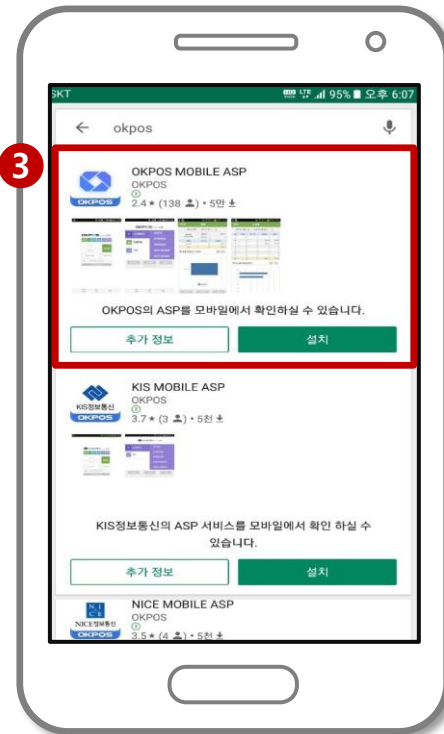 SKT 95% 오후 6:07
okpos
3
OKPOS MOBILE ASP
OKPOS
OKPOS
2.4★ (138) • 5만
OKPOS의 ASP를 모바일에서 확인하실 수 있습니다.
추가 정보 설치
KIS MOBILE ASP
KIS정보통신
OKPOS
OKPOS
3.7★ (3) • 5천
KIS정보통신의 ASP 서비스를 모바일에서 확인 하실 수
있습니다.
추가 정보 설치
NICE MOBILE ASP
NICE정보통신
OKPOS
OKPOS
3.5★ (4) • 5천